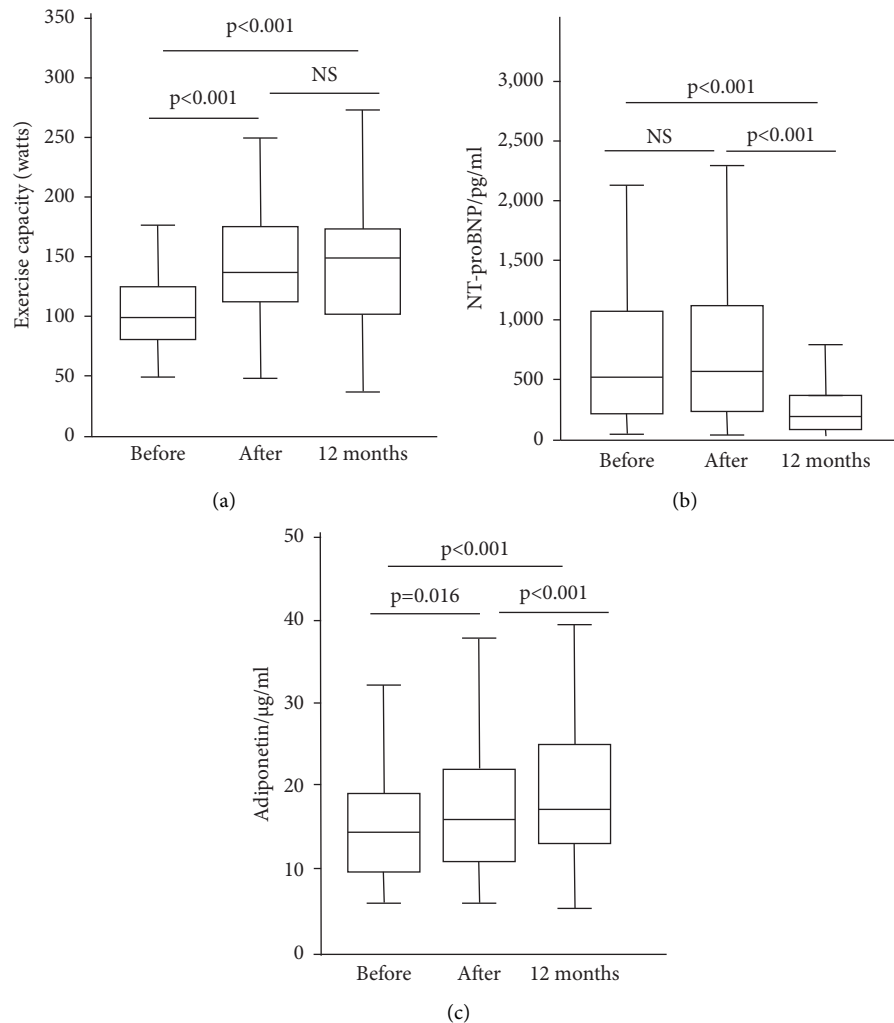 350
300
250
200
150
100
50
0
Exercise capacity (watts)
p<0.001
NS
p<0.001
Before
After
12 months
(a)
3,000
2,500
2,000
1,500
1,000
500
0
NT-proBNP/pg/ml
p<0.001
NS
p<0.001
Before
After
12 months
(b)
50
40
30
20
10
0
Adiponetin/μg/ml
p<0.001
p=0.016
p<0.001
Before
After
12 months
(c)